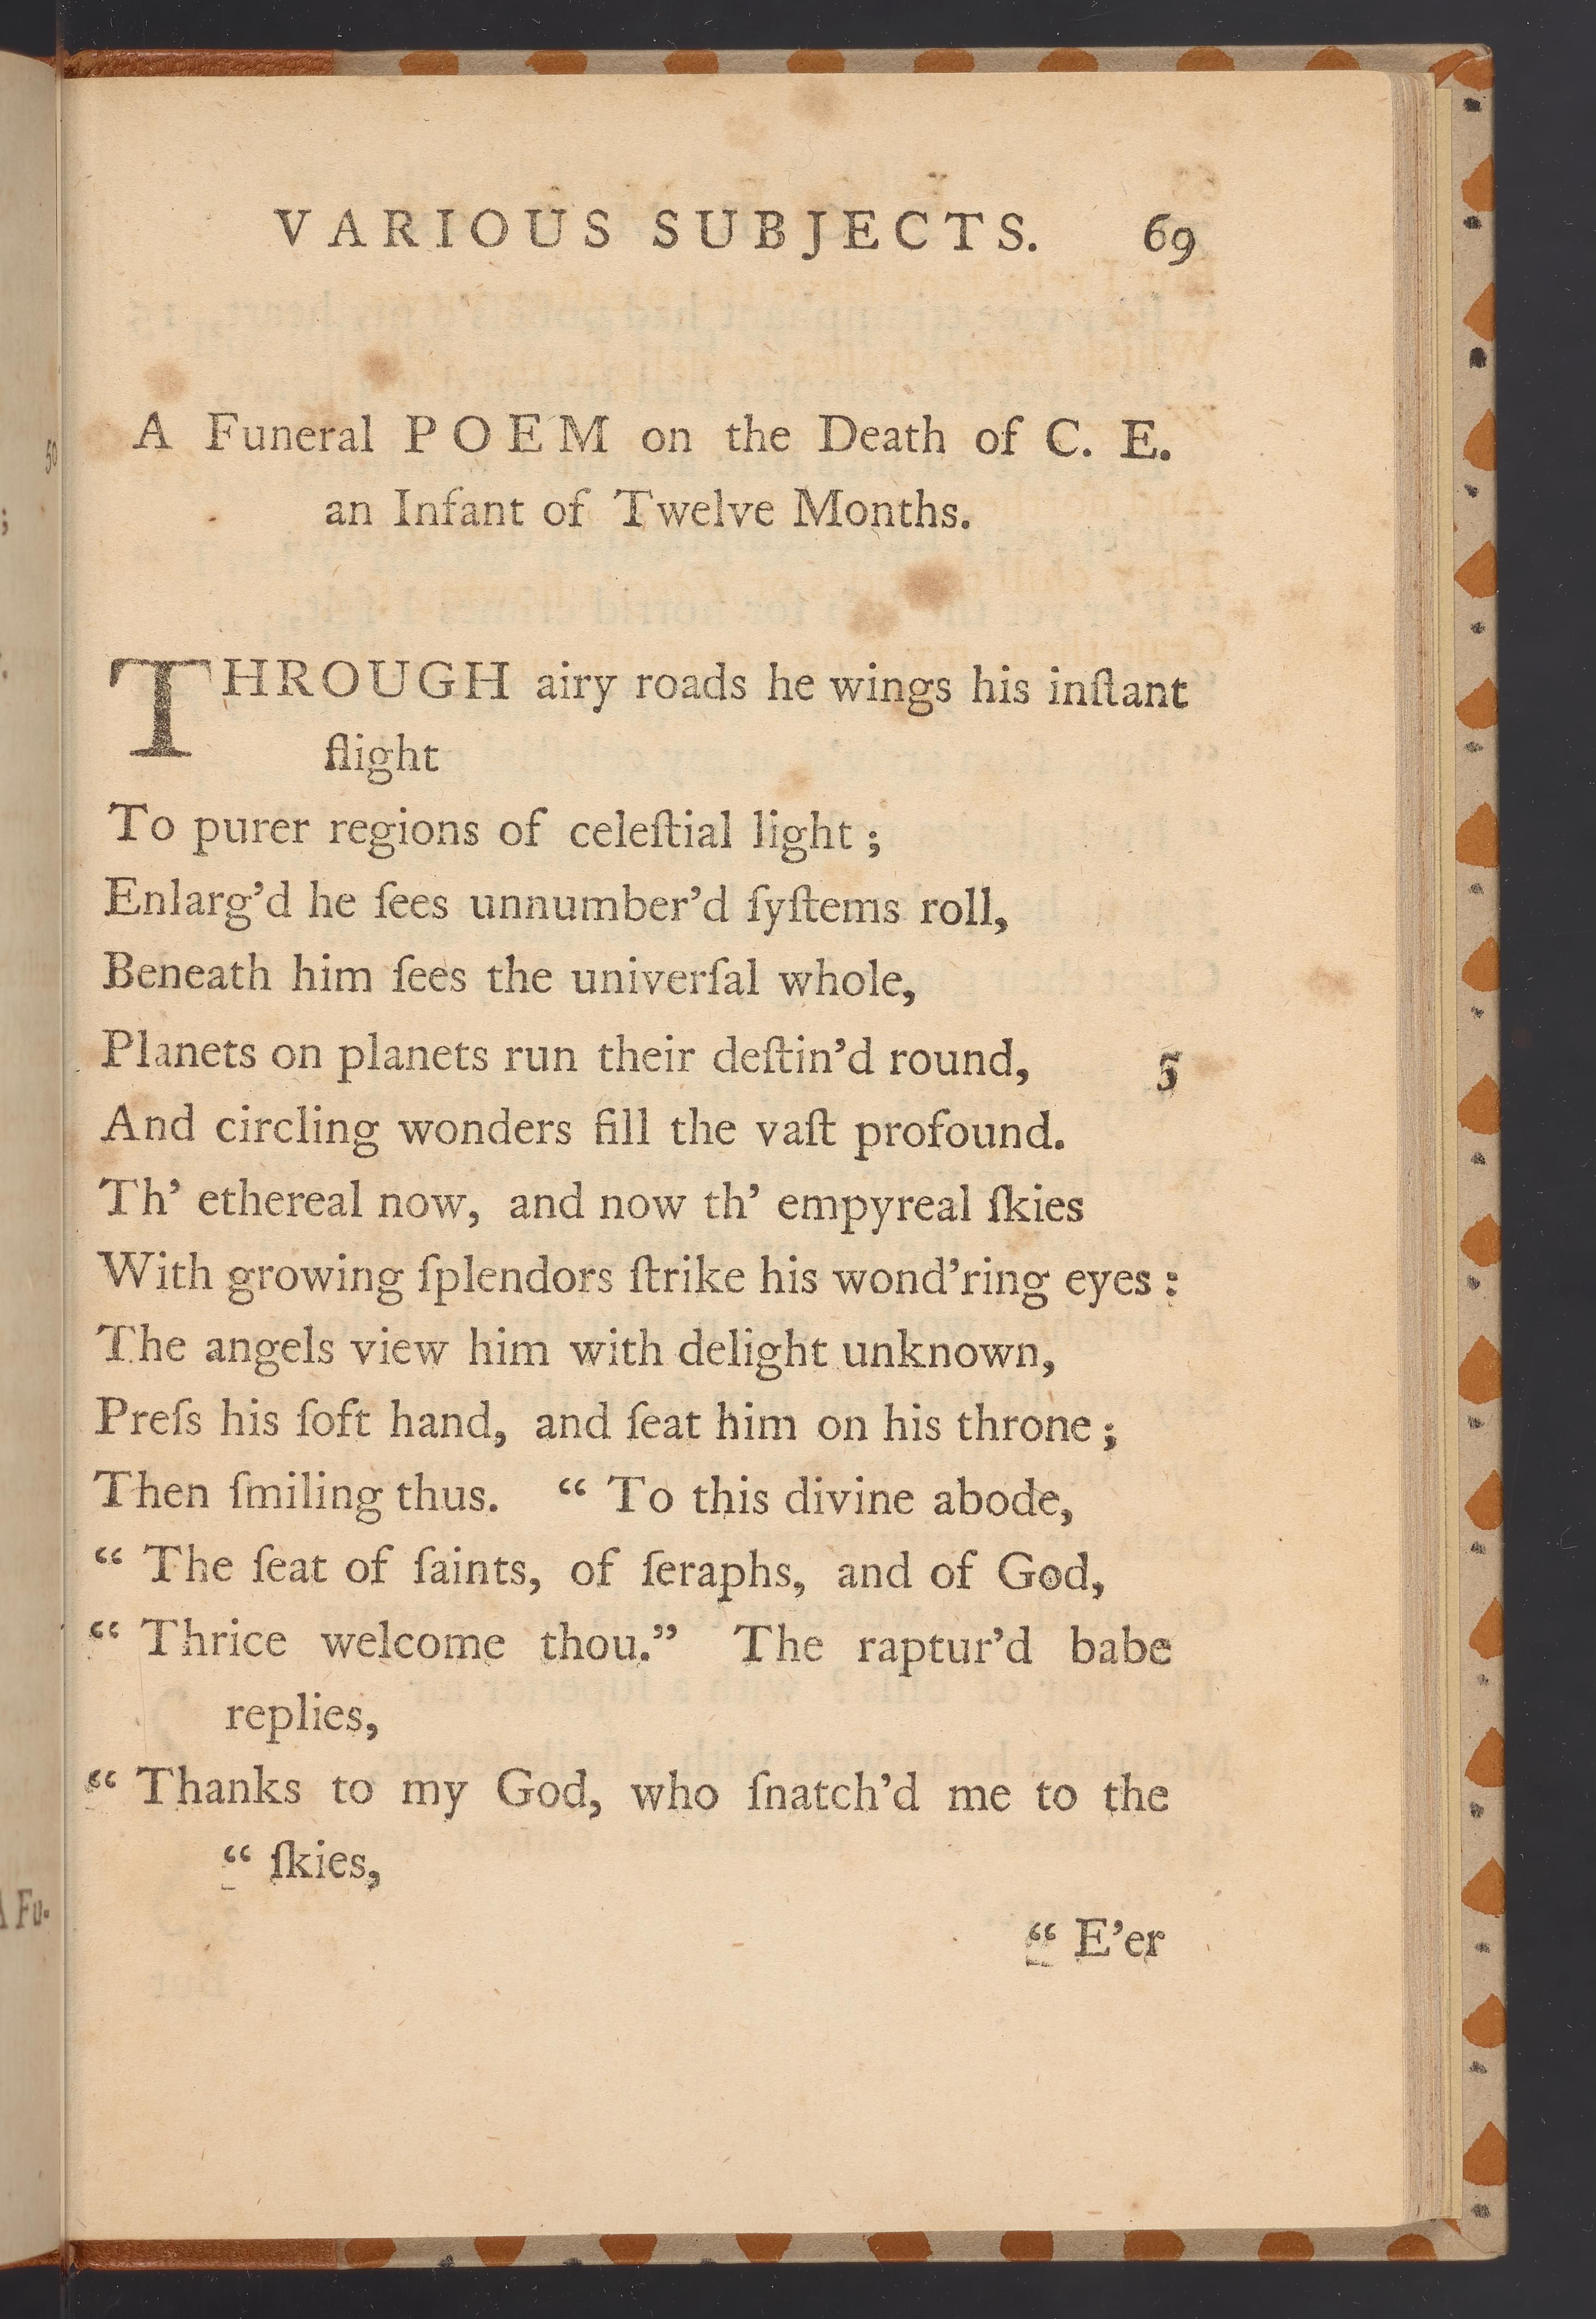 VARIOUS SUBJECTS. 69
A Funeral POEM on the Death of C. E.
an Infant of Twelve Months.
THROUGH airy roads he wings his inſtant
flight
To purer regions of celeſtial light ;
Enlarg’d he ſees unnumber’d ſyſtems roll,
Beneath him ſees the univerſal whole,
Planets on planets run their deſtin’d round, 5
And circling wonders fill the vaſt profound.
Th’ ethereal now, and now th’ empyreal ſkies
With growing ſplendors ſtrike his wond’ring eyes :
The angels view him with delight unknown,
Preſs his ſoft hand, and ſeat him on his throne ;
Then ſmiling thus. “ To this divine abode,
“ The ſeat of ſaints, of ſeraphs, and of God,
“ Thrice welcome thou.” The raptur’d babe
replies,
“ Thanks to my God, who ſnatch’d me to the
“ ſkies,
“ E’er
50
;
A Fu-